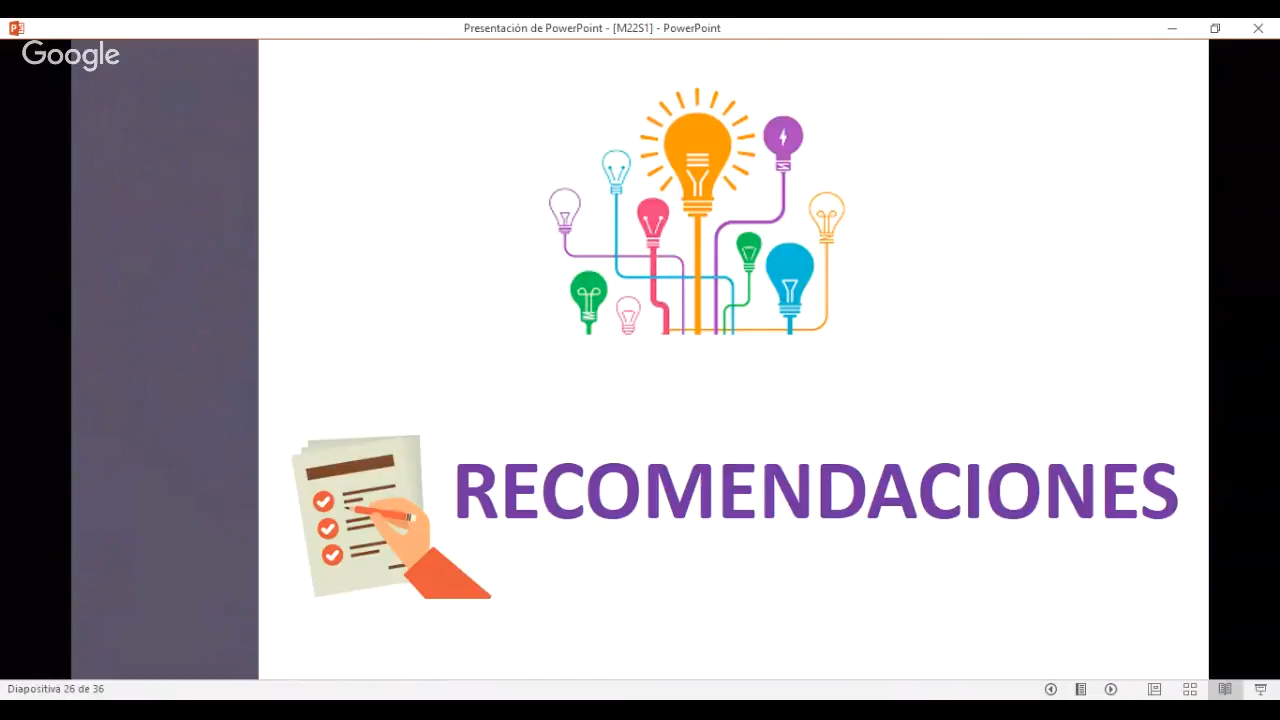 Presentación de PowerPoint - [M22S1] - PowerPoint
Google
RECOMENDACIONES
Diapositiva 26 de 36